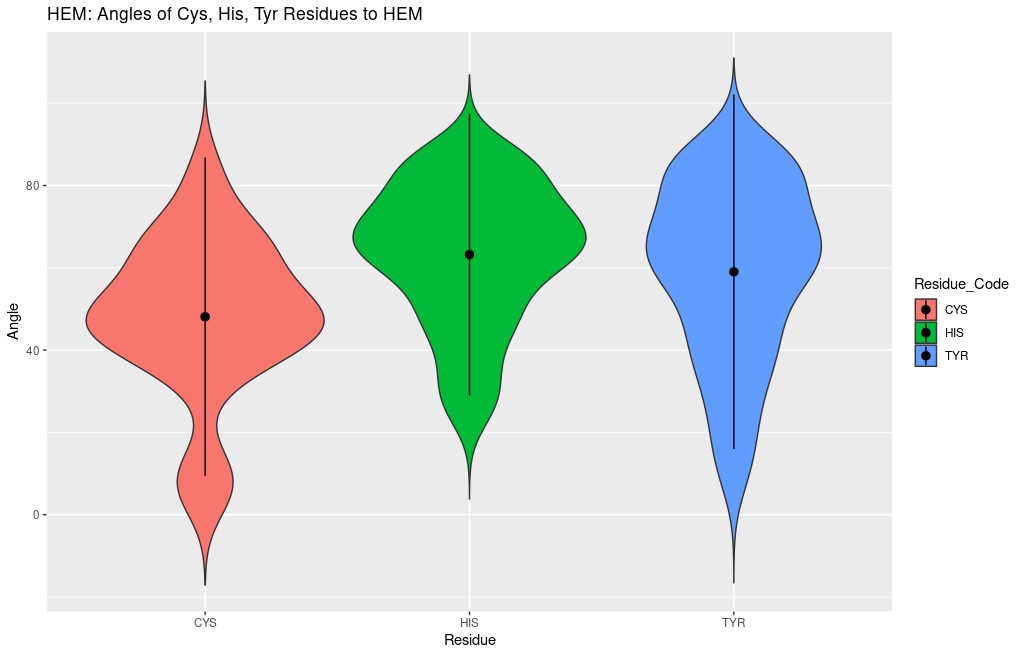 HEM: Angles of Cys, His, Tyr Residues to HEM
Angle
80
40
0
CYS
HIS
TYR
Residue
Residue_Code
CYS
HIS
TYR